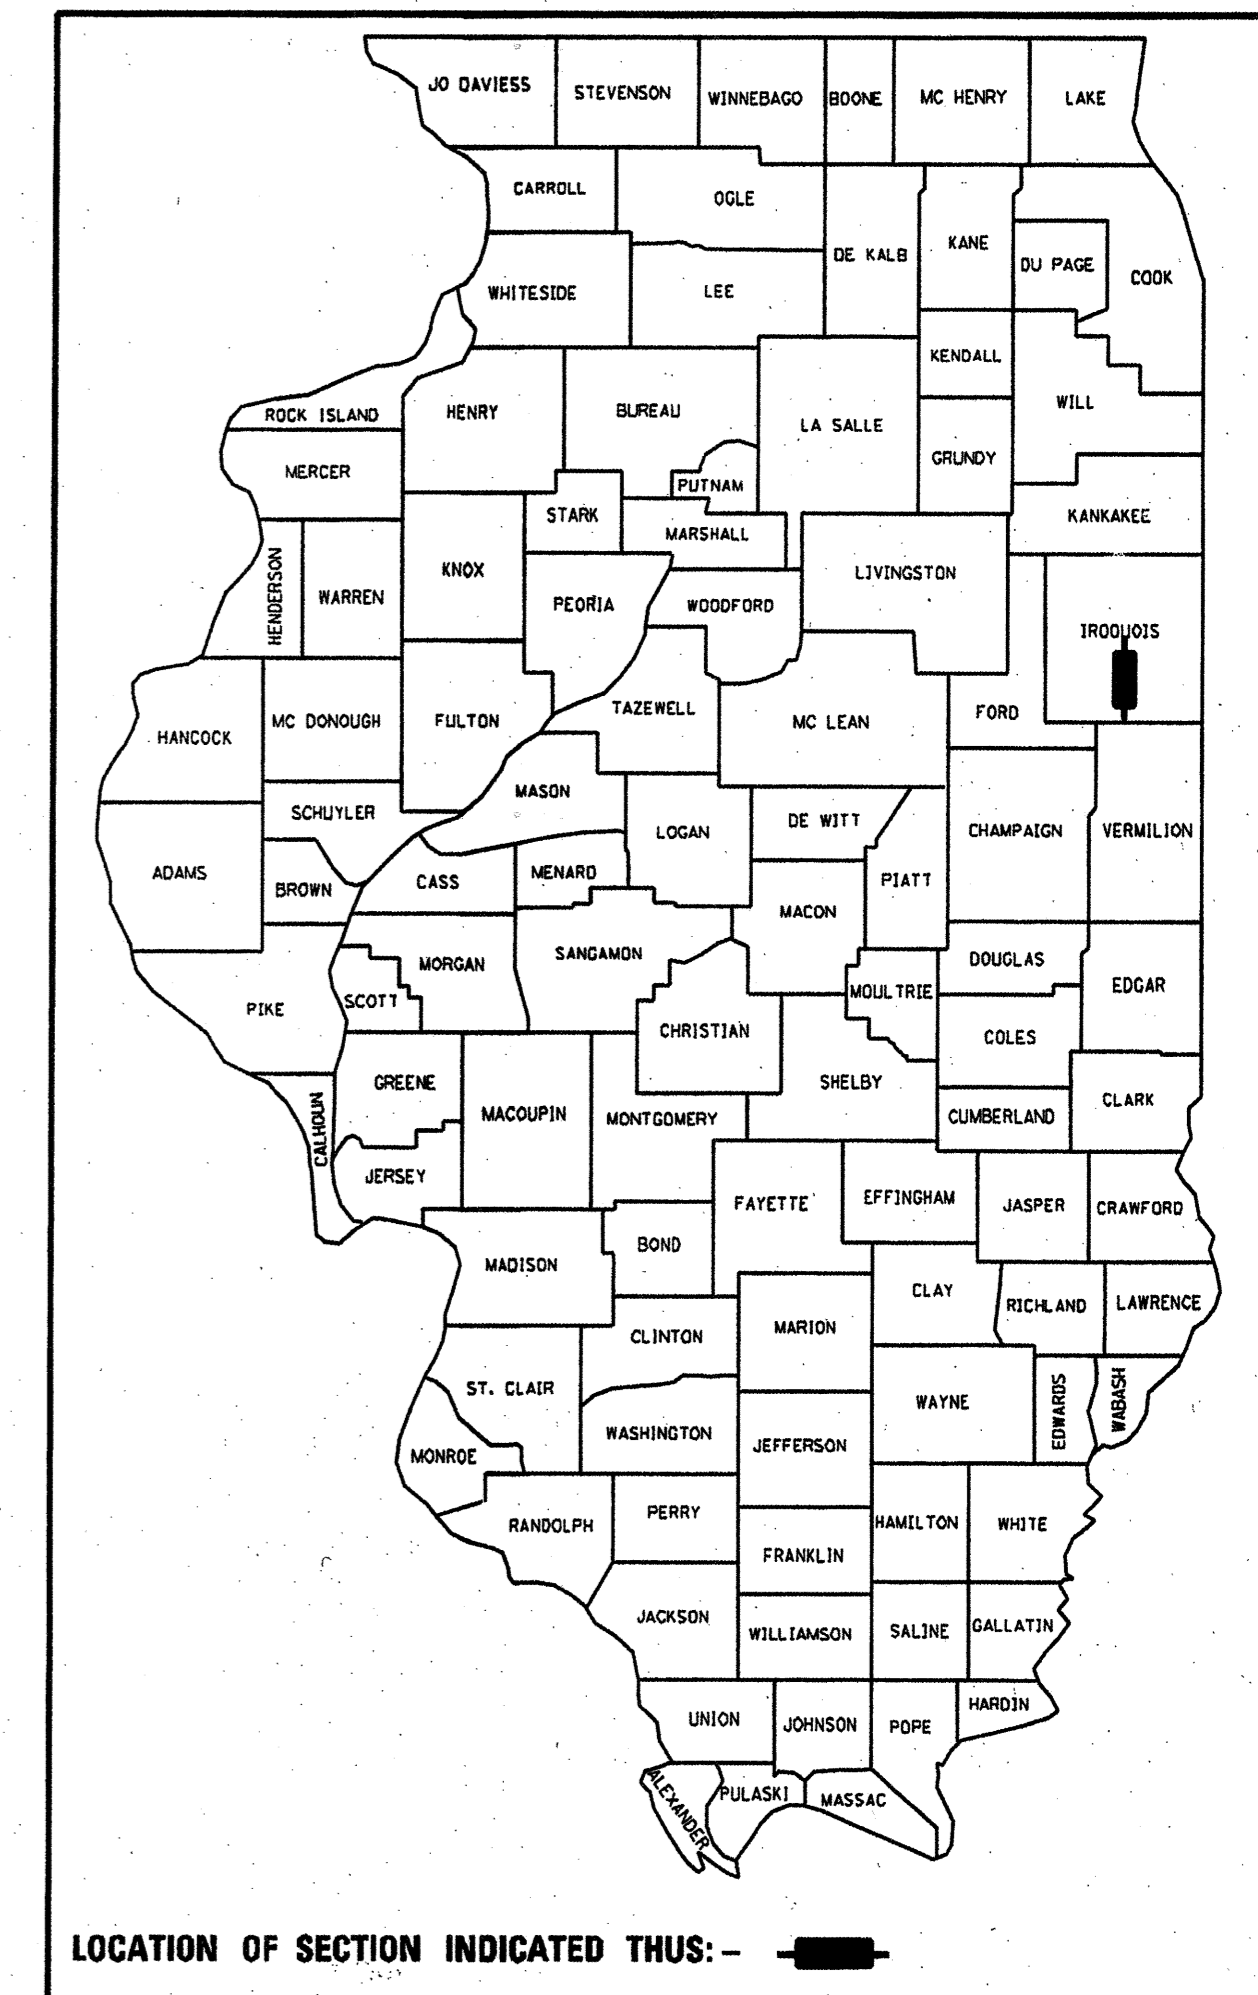 JO DAVIESS
STEVENSON
WINNEBAGO
BOONE
MC HENRY
LAKE
CARROLL
OGLE
DE KALB
KANE
DU PAGE
COOK
WHITESIDE
LEE
KENDALL
ROCK ISLAND
HENRY
BUREAU
LA SALLE
WILL
MERCER
PUTNAM
GRUNDY
STARK
MARSHALL
KANKAKEE
HENDERSON
WARREN
KNOX
PEORIA
WOODFORD
LIVINGSTON
IROQUOIS
HANCOCK
MC DONOUGH
FULTON
TAZEWELL
MC LEAN
FORD
SCHUYLER
MASON
LOGAN
DE WITT
CHAMPAIGN
VERMILION
ADAMS
BROWN
CASS
MENARD
PIATT
MACON
MORGAN
SANGAMON
DOUGLAS
EDGAR
PIKE
SCOTT
CHRISTIAN
MOULTRIE
COLES
GREENE
SHELBY
CALHOUN
MACOUPIN
MONTGOMERY
CUMBERLAND
CLARK
JERSEY
FAYETTE
EFFINGHAM
JASPER
CRAWFORD
MADISON
BOND
CLAY
RICHLAND
LAWRENCE
CLINTON
MARION
ST. CLAIR
WAYNE
EDWARDS
WABASH
MONROE
WASHINGTON
JEFFERSON
RANDOLPH
PERRY
HAMILTON
WHITE
FRANKLIN
JACKSON
WILLIAMSON
SALINE
GALLATIN
UNION
JOHNSON
POPE
HARDIN
ALEXANDER
PULASKI
MASSAC
LOCATION OF SECTION INDICATED THUS: –